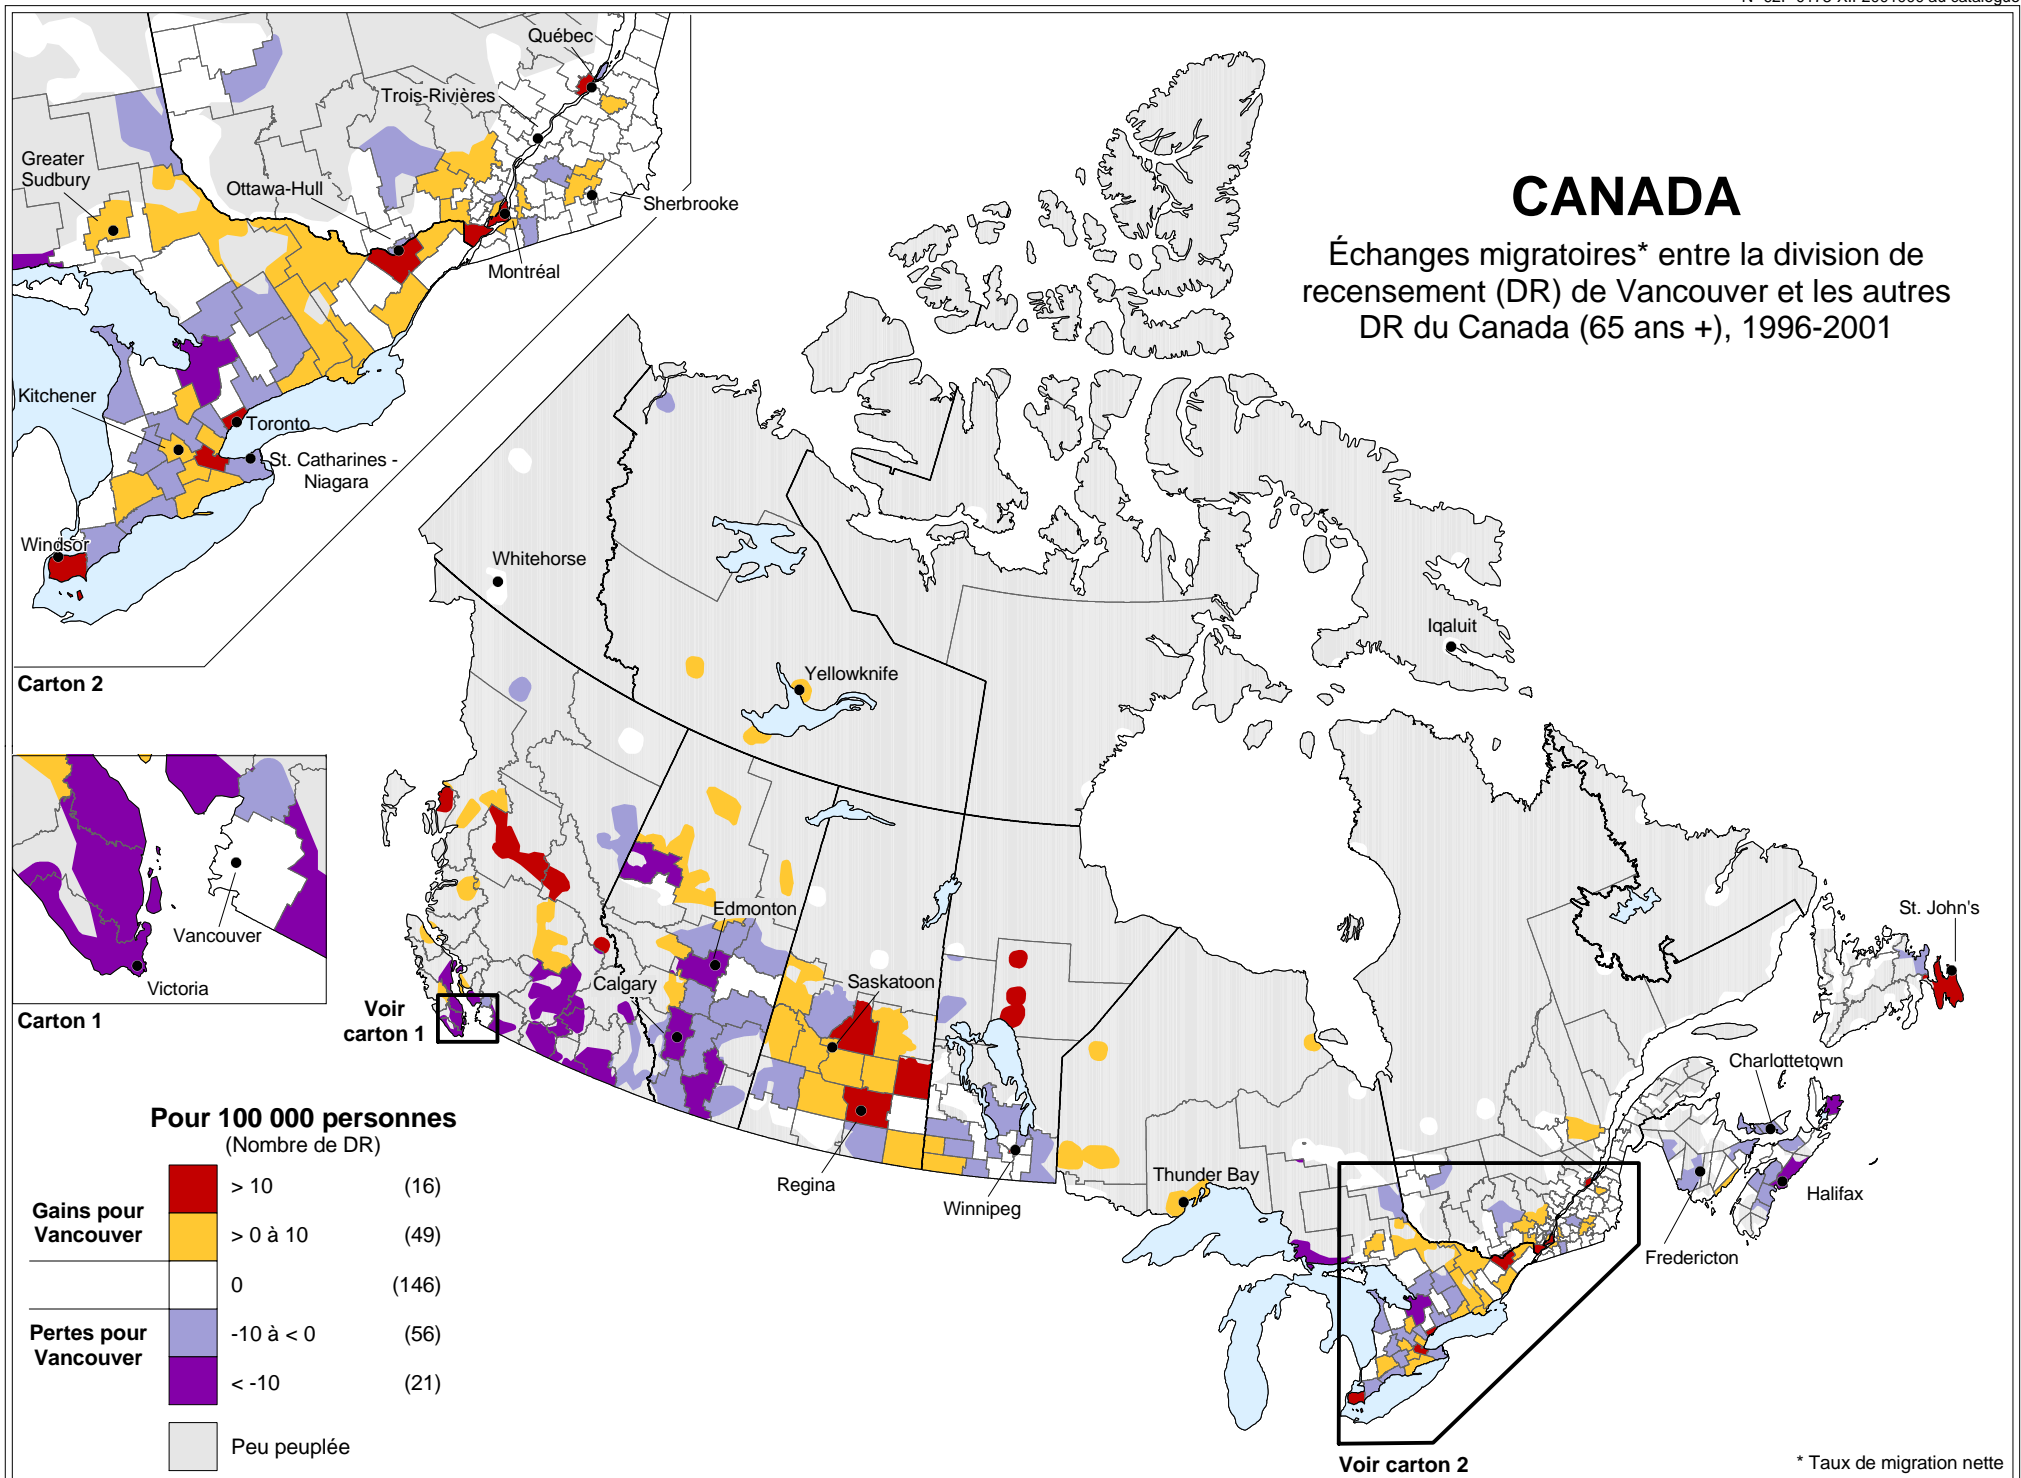 CANADA
Échanges migratoires* entre la division de
recensement (DR) de Vancouver et les autres
DR du Canada (65 ans +), 1996-2001
Québec
Trois-Rivières
Greater
Sudbury
Ottawa-Hull
Sherbrooke
Montréal
Kitchener
Toronto
St. Catharines -
Niagara
Windsor
Carton 2
Vancouver
Victoria
Carton 1
Voir
carton 1
Whitehorse
Yellowknife
Iqaluit
Edmonton
Calgary
Saskatoon
Regina
Winnipeg
Thunder Bay
St. John's
Charlottetown
Halifax
Fredericton
Voir carton 2
Pour 100 000 personnes
(Nombre de DR)
Gains pour
Vancouver
> 10 (16)
> 0 à 10 (49)
0 (146)
Pertes pour
Vancouver
-10 à < 0 (56)
< -10 (21)
Peu peuplée
* Taux de migration nette